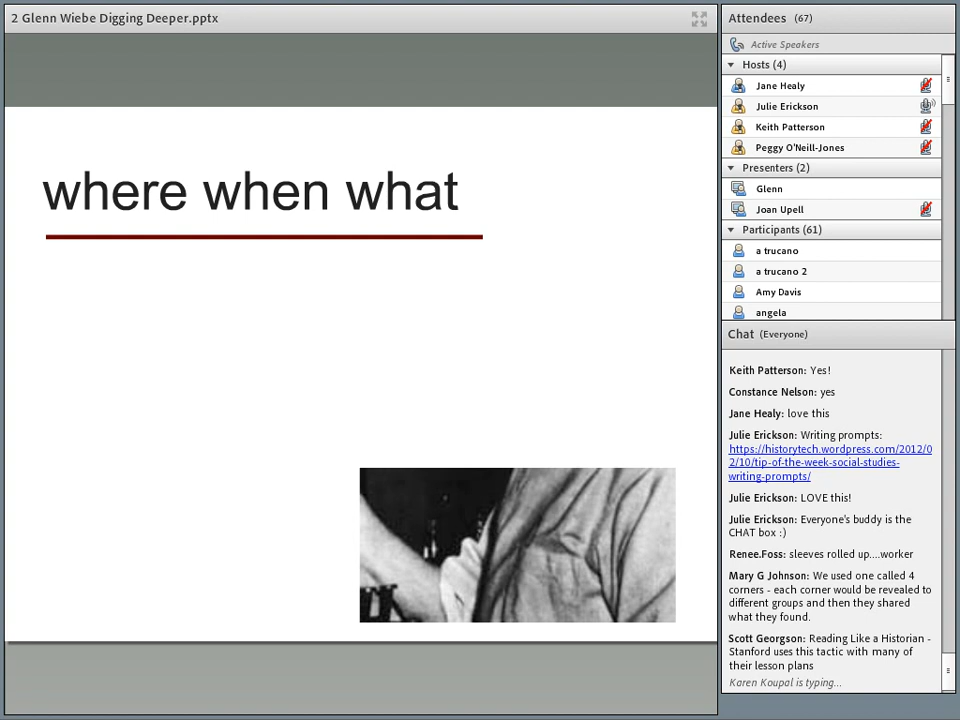 2 Glenn Wiebe Digging Deeper.pptx
where when what
Attendees (67)
Active Speakers
Hosts (4)
Jane Healy
Julie Erickson
Keith Patterson
Peggy O'Neill-Jones
Presenters (2)
Glenn
Joan Upell
Participants (61)
a trucano
a trucano 2
Amy Davis
angela
Chat (Everyone)
Keith Patterson: Yes!
Constance Nelson: yes
Jane Healy: love this
Julie Erickson: Writing prompts:
https://historytech.wordpress.com/2012/0
2/10/tip-of-the-week-social-studies-
writing-prompts/
Julie Erickson: LOVE this!
Julie Erickson: Everyone's buddy is the
CHAT box :)
Renee.Foss: sleeves rolled up....worker
Mary G Johnson: We used one called 4
corners - each corner would be revealed to
different groups and then they shared
what they found.
Scott Georgson: Reading Like a Historian -
Stanford uses this tactic with many of
their lesson plans
Karen Koupal is typing...